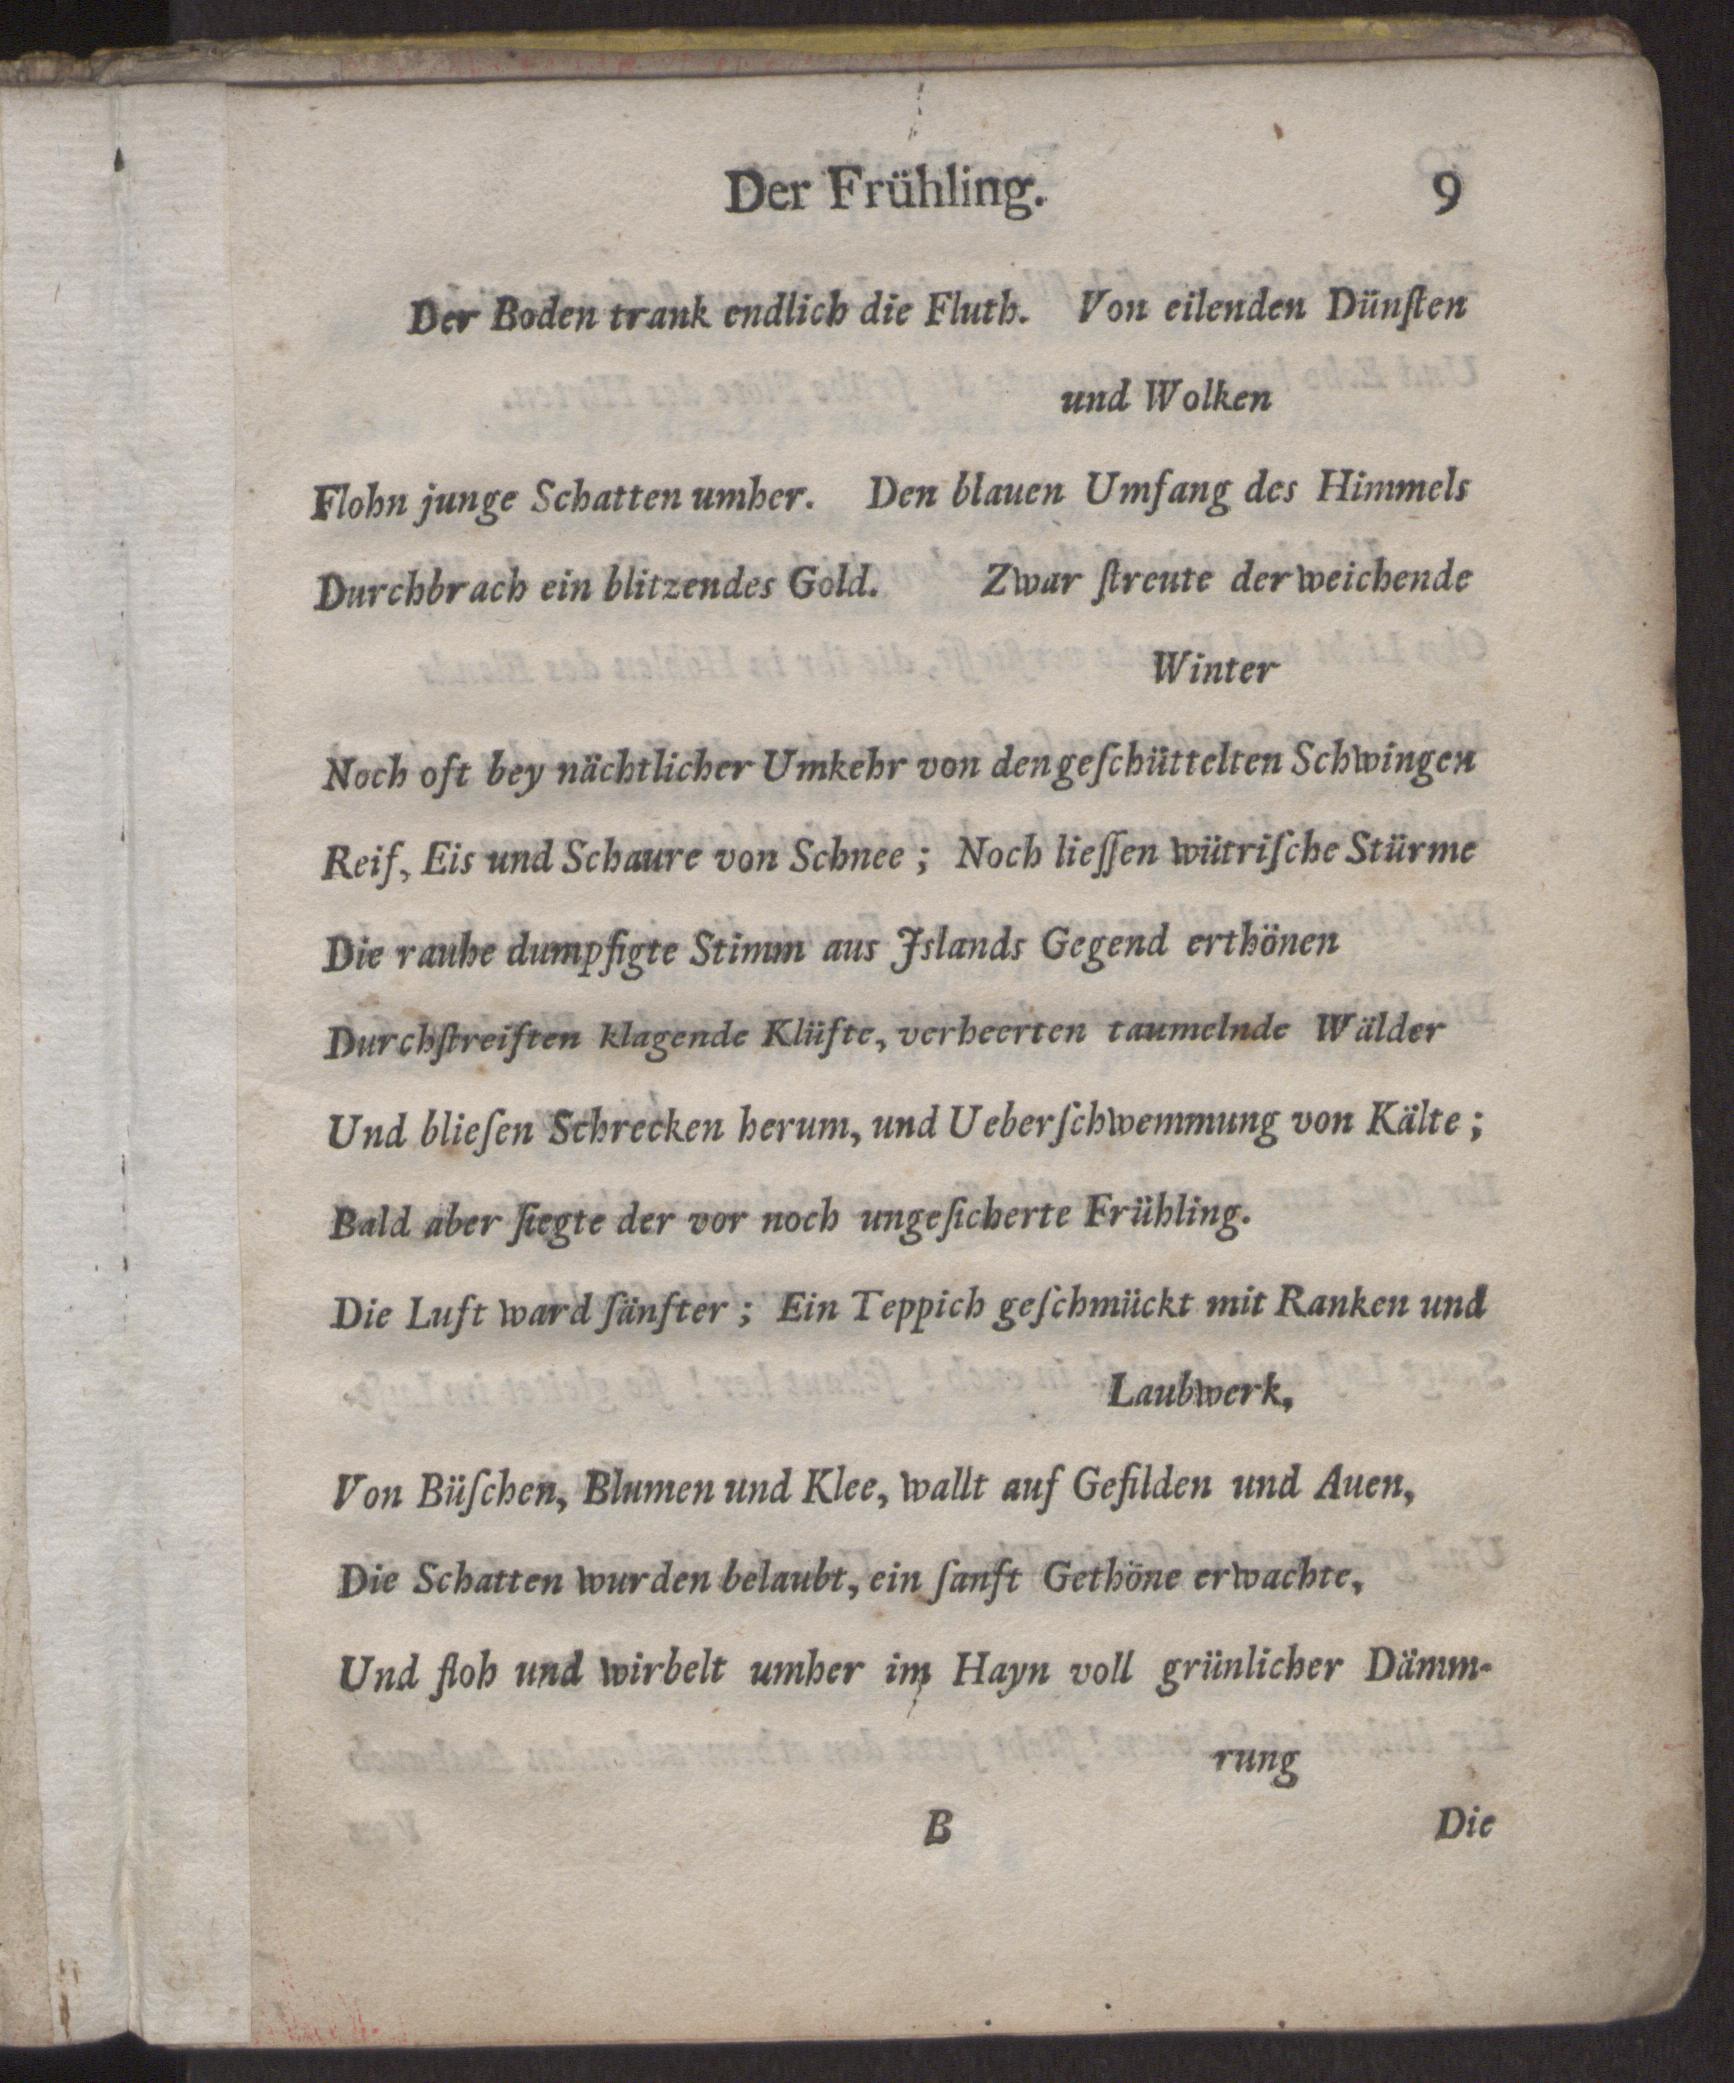 Der Frühling. 9
Der Boden trank endlich die Fluth. Von eilenden Dünſten
und Wolken
Flohn junge Schatten umher. Den blauen Umfang des Himmels
Durchbrach ein blitzendes Gold. Zwar ſtreute der weichende
Winter
Noch oft bey nächtlicher Umkehr von den geſchüttelten Schwingen
Reif, Eis und Schaure von Schnee; Noch lieſſen wütriſche Stürme
Die rauhe dumpfigte Stimm aus Jslands Gegend erthönen
Durchſtreiften klagende Klüfte, verheerten taumelnde Wälder
Und blieſen Schrecken herum, und Ueberſchwemmung von Kälte;
Bald aber ſiegte der vor noch ungeſicherte Frühling.
Die Luft ward ſänfter; Ein Teppich geſchmückt mit Ranken und
Laubwerk,
Von Büſchen, Blumen und Klee, wallt auf Gefilden und Auen,
Die Schatten wurden belaubt, ein ſanft Gethöne erwachte,
Und floh und wirbelt umher im Hayn voll grünlicher Dämm-
rung
B Die